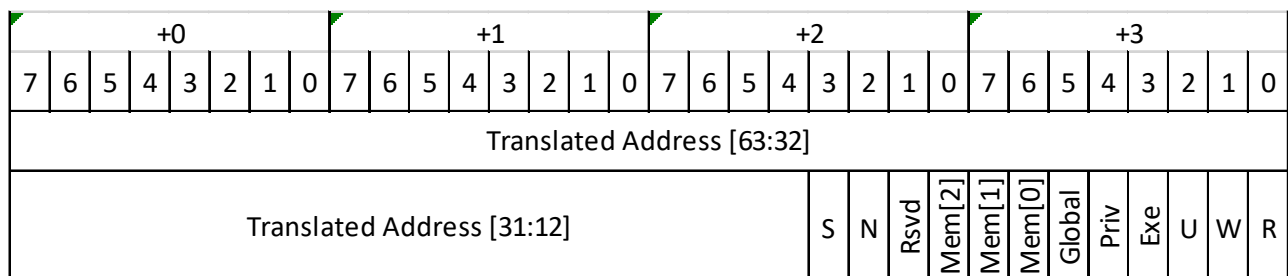 +0 +1 +2 +3
7 6 5 4 3 2 1 0 7 6 5 4 3 2 1 0 7 6 5 4 3 2 1 0 7 6 5 4 3 2 1 0
Translated Address [63:32]
Translated Address [31:12] S N Rsvd Mem[2] Mem[1] Mem[0] Global Priv Exe U W R